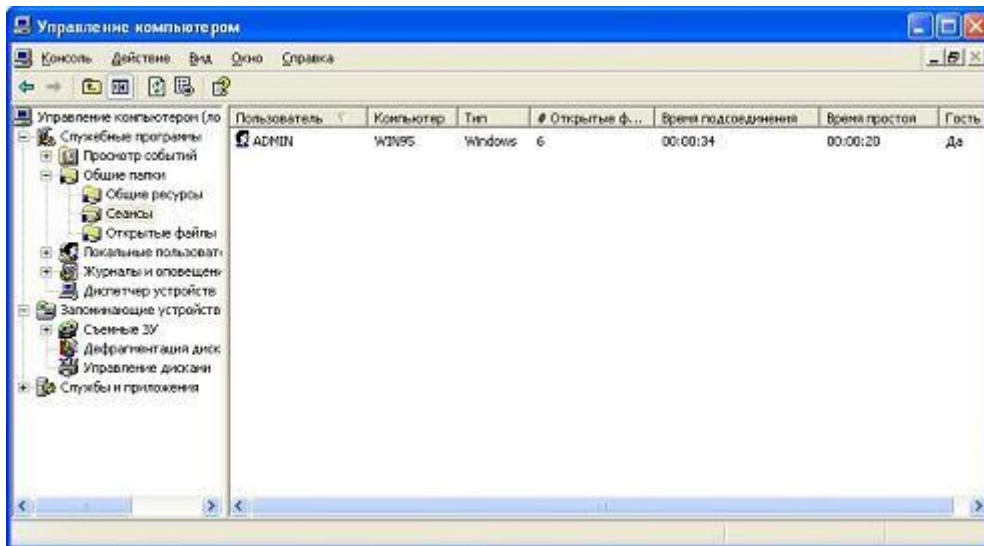 Управление компьютером
Консоль Действие Вид Окно Справка
Управление компьютером (ло
Служебные программы
Просмотр событий
Общие папки
Общие ресурсы
Сеансы
Открытые файлы
Локальные пользовате
Журналы и оповещени
Диспетчер устройств
Запоминающие устройств
Съемные ЗУ
Дефрагментация диск
Управление дисками
Службы и приложения
Пользователь Компьютер Тип # Открытые ф... Время подсоединения Время простоя Гость
ADMIN WIN95 Windows 6 00:00:34 00:00:20 Да